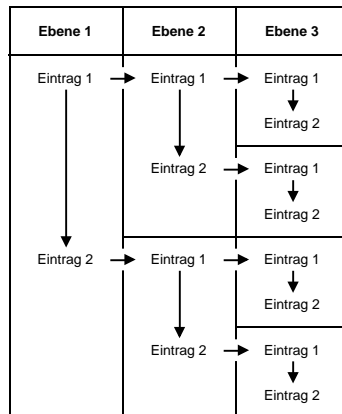 Ebene 1 Ebene 2 Ebene 3
Eintrag 1 Eintrag 1 Eintrag 1
Eintrag 2
Eintrag 2 Eintrag 1
Eintrag 2
Eintrag 2 Eintrag 1 Eintrag 1
Eintrag 2
Eintrag 2 Eintrag 1
Eintrag 2